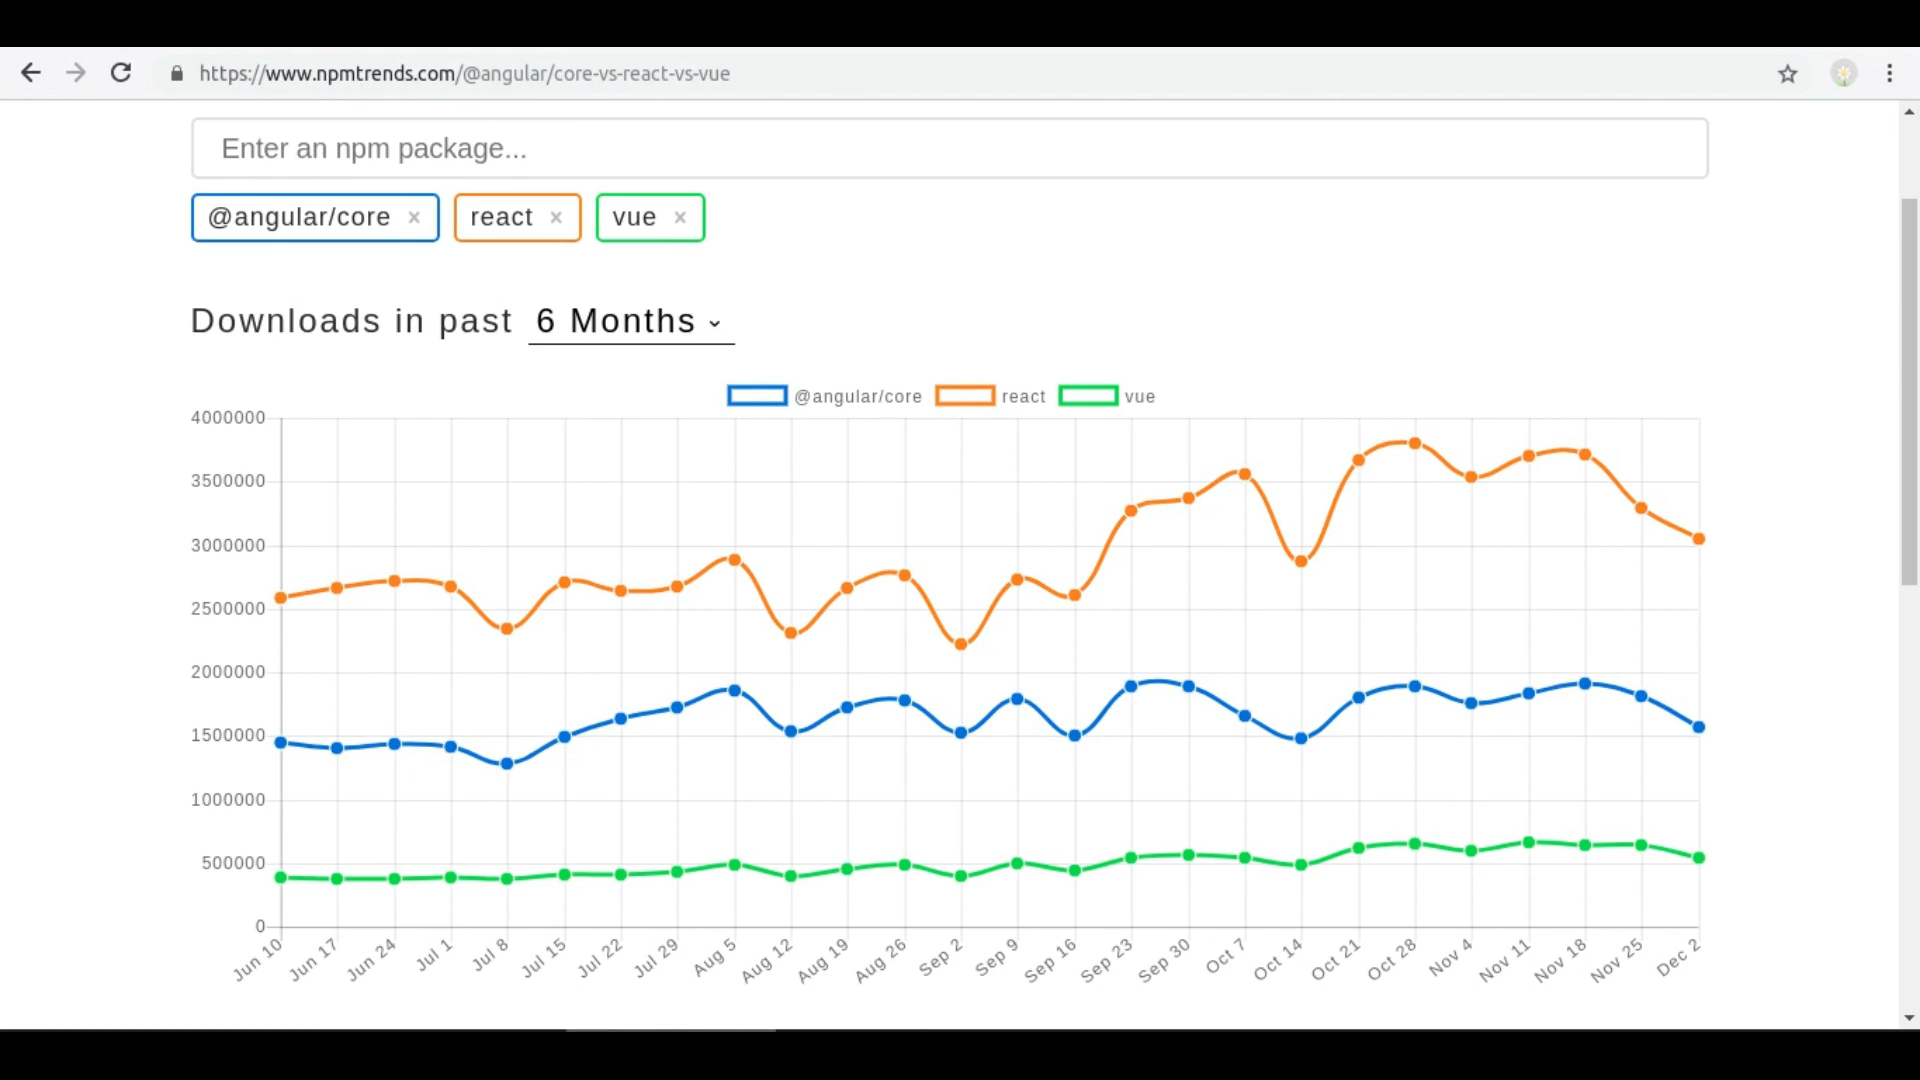 https://www.npmtrends.com/@angular/core-vs-react-vs-vue
Enter an npm package...
@angular/core × react × vue ×
Downloads in past 6 Months
@angular/core react vue
4000000
3500000
3000000
2500000
2000000
1500000
1000000
500000
0
Jun 10 Jun 17 Jun 24 Jul 1 Jul 8 Jul 15 Jul 22 Jul 29 Aug 5 Aug 12 Aug 19 Aug 26 Sep 2 Sep 9 Sep 16 Sep 23 Sep 30 Oct 7 Oct 14 Oct 21 Oct 28 Nov 4 Nov 11 Nov 18 Nov 25 Dec 2